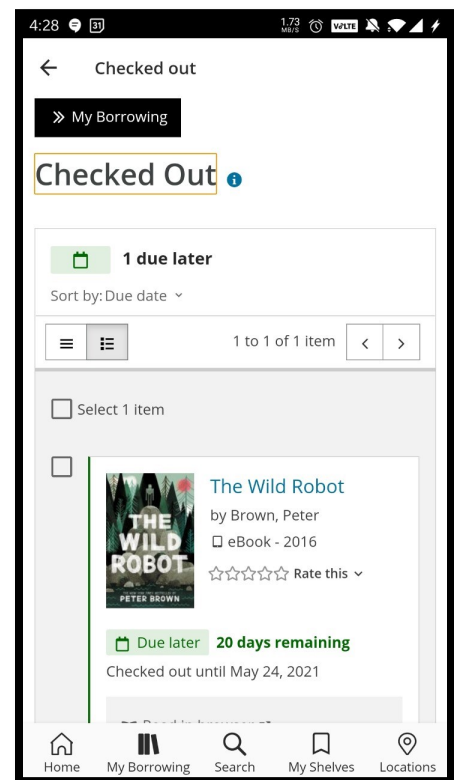 4:28 31 1.73 MB/S VoLTE
Checked out
My Borrowing
Checked Out
1 due later
Sort by: Due date
1 to 1 of 1 item
Select 1 item
THE
WILD
ROBOT
PETER BROWN
The Wild Robot
by Brown, Peter
eBook - 2016
Rate this
Due later 20 days remaining
Checked out until May 24, 2021
Home My Borrowing Search My Shelves Locations